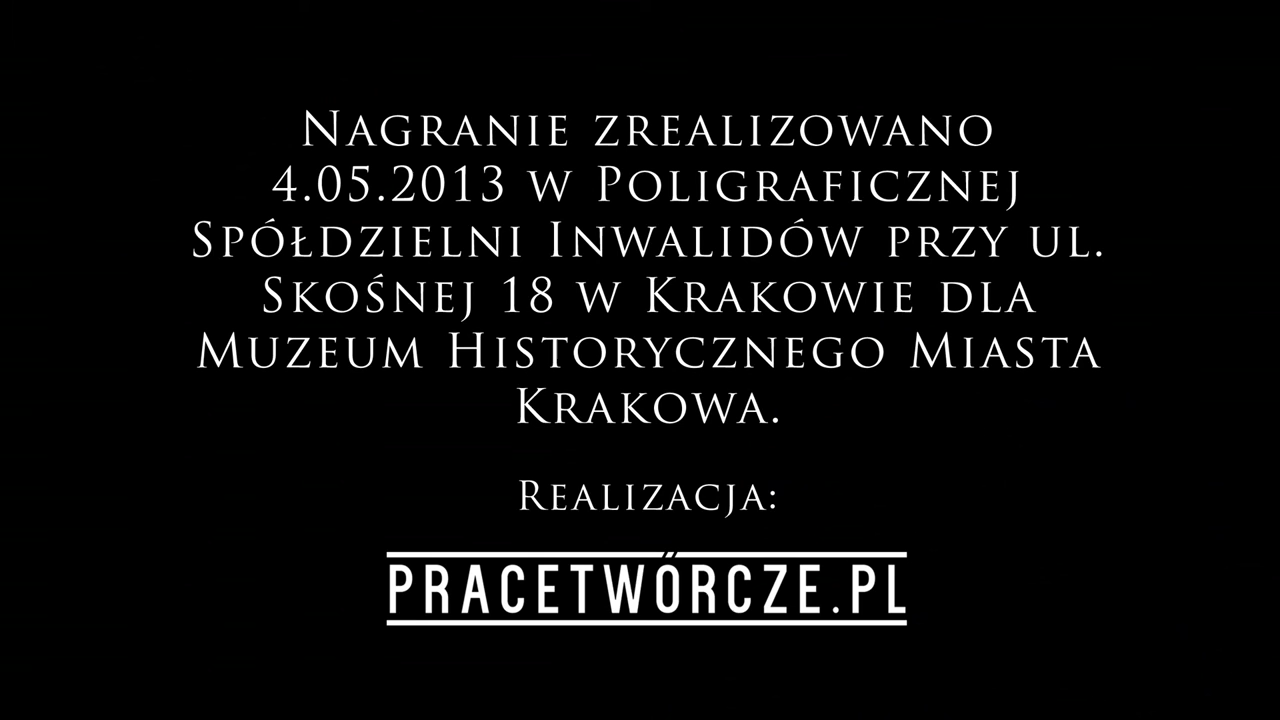 Nagranie zrealizowano
4.05.2013 w Poligraficznej
Spółdzielni Inwalidów przy ul.
Skośnej 18 w Krakowie dla
Muzeum Historycznego Miasta
Krakowa.
Realizacja:
PRACETWŐRCZE.PL